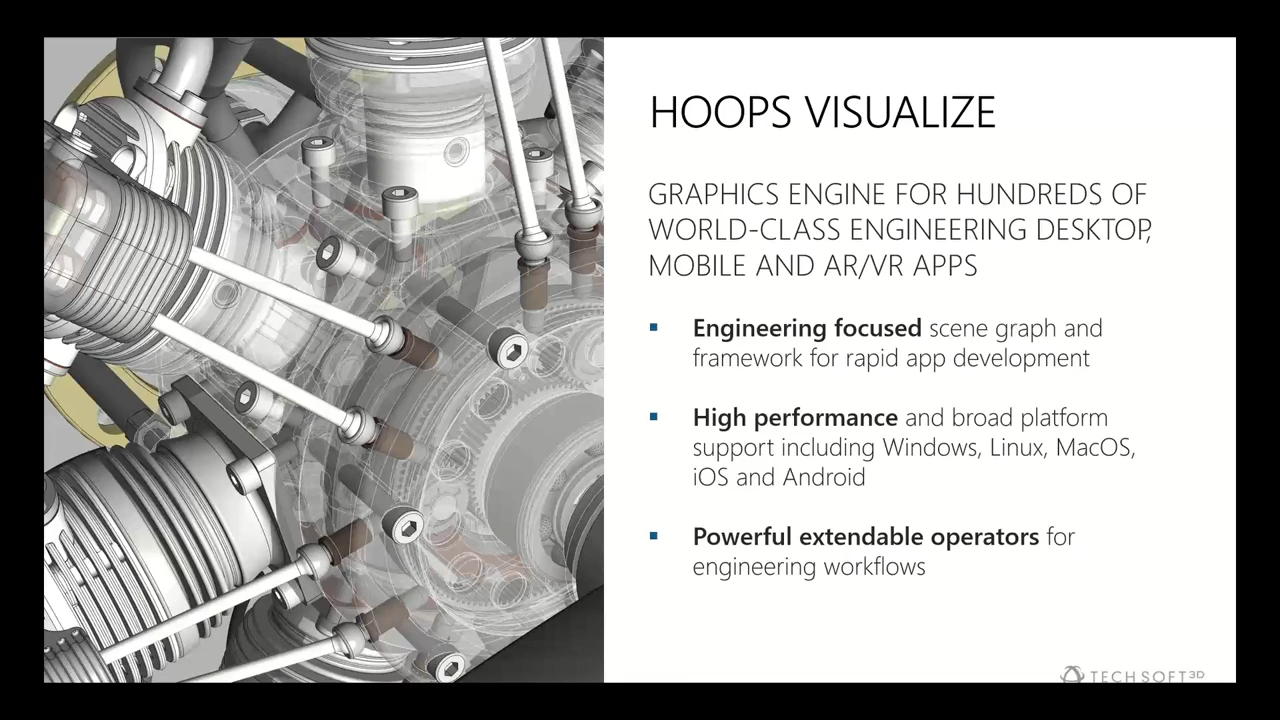 HOOPS VISUALIZE
GRAPHICS ENGINE FOR HUNDREDS OF
WORLD-CLASS ENGINEERING DESKTOP,
MOBILE AND AR/VR APPS
▪ Engineering focused scene graph and
framework for rapid app development
▪ High performance and broad platform
support including Windows, Linux, MacOS,
iOS and Android
▪ Powerful extendable operators for
engineering workflows
TECH SOFT 3D